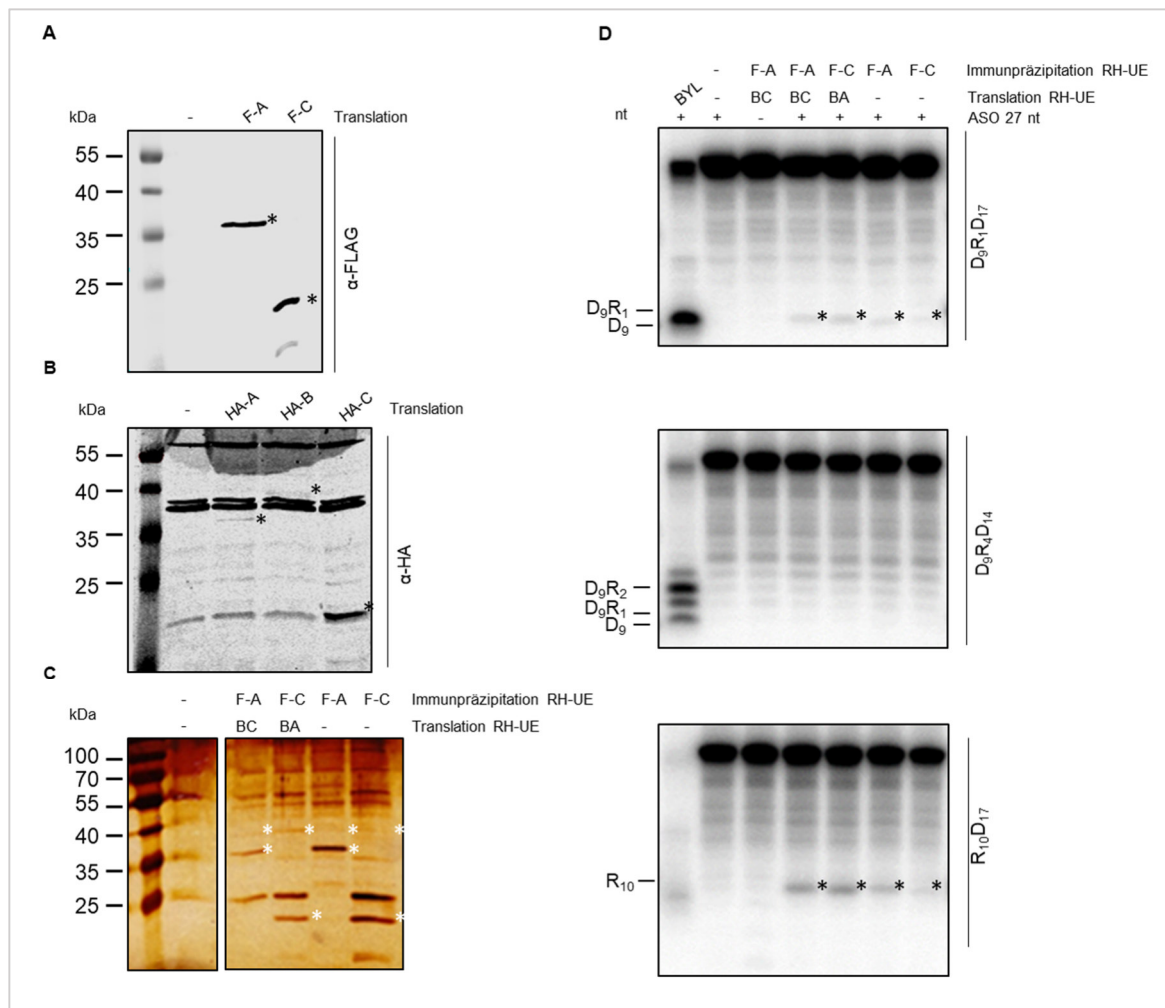 A
kDa
- F-A F-C Translation
55
40
35
25
α-FLAG
B
kDa
- HA-A HA-B HA-C Translation
55
40
35
25
α-HA
C
- F-A F-C F-A F-C Immunpräzipitation RH-UE
kDa
- BC BA - - Translation RH-UE
100
70
55
40
35
25
D
- F-A F-A F-C F-A F-C Immunpräzipitation RH-UE
BYL - BC BC BA - - Translation RH-UE
nt + + - + + + + ASO 27 nt
D₉R₁
D₉
D₉R₁D₁₇
D₉R₂
D₉R₁
D₉
D₉R₄D₁₄
R₁₀
R₁₀D₁₇